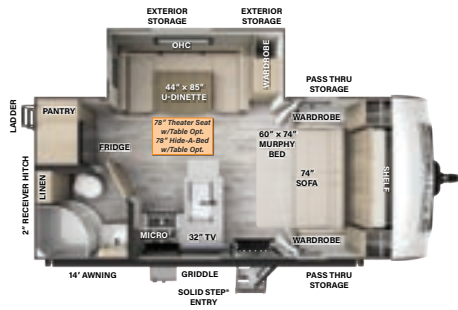 EXTERIOR
STORAGE
EXTERIOR
STORAGE
OHC
WARDROBE
44" x 85"
U-DINETTE
PASS THRU
STORAGE
LADDER
PANTRY
WARDROBE
78" Theater Seat
w/Table Opt.
78" Hide-A-Bed
w/Table Opt.
60" x 74"
MURPHY
BED
FRIDGE
74"
SOFA
SHELF
2" RECEIVER HITCH
LINEN
MICRO
32" TV
WARDROBE
14' AWNING
GRIDDLE
SOLID STEP®
ENTRY
PASS THRU
STORAGE